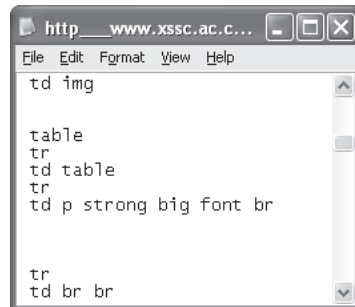 http___www.xssc.ac.c...
File Edit Format View Help
td img
table
tr
td table
tr
td p strong big font br
tr
td br br